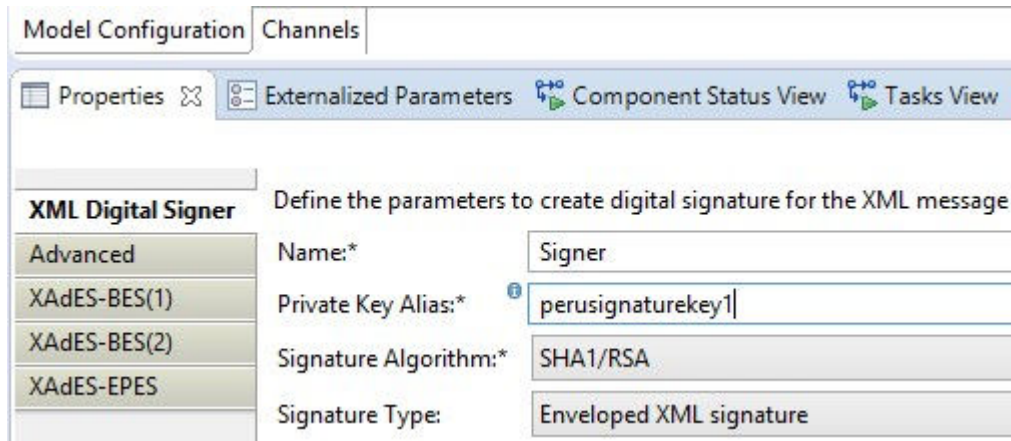 Model Configuration Channels
Properties Externalized Parameters Component Status View Tasks View
XML Digital Signer
Advanced
XAdES-BES(1)
XAdES-BES(2)
XAdES-EPES
Define the parameters to create digital signature for the XML message
Name:* Signer
Private Key Alias:* perusignaturekey1
Signature Algorithm:* SHA1/RSA
Signature Type: Enveloped XML signature